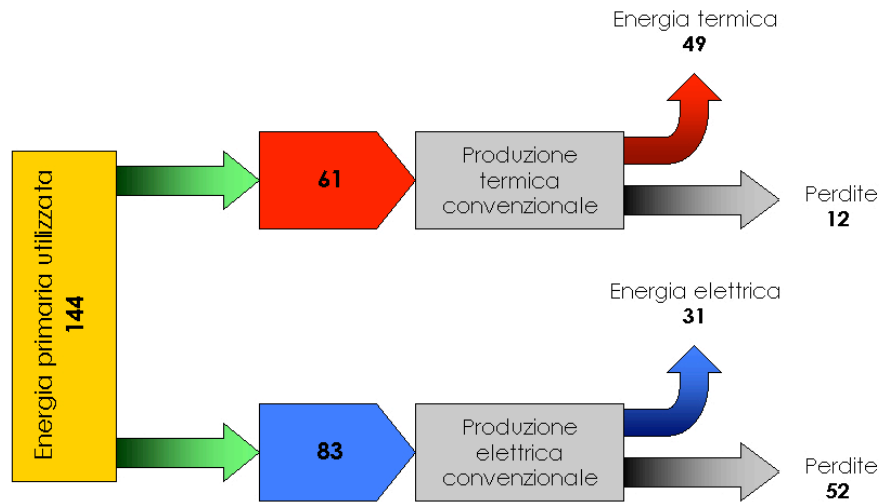 Energia primaria utilizzata
144
61
Produzione
termica
convenzionale
Energia termica
49
Perdite
12
83
Produzione
elettrica
convenzionale
Energia elettrica
31
Perdite
52